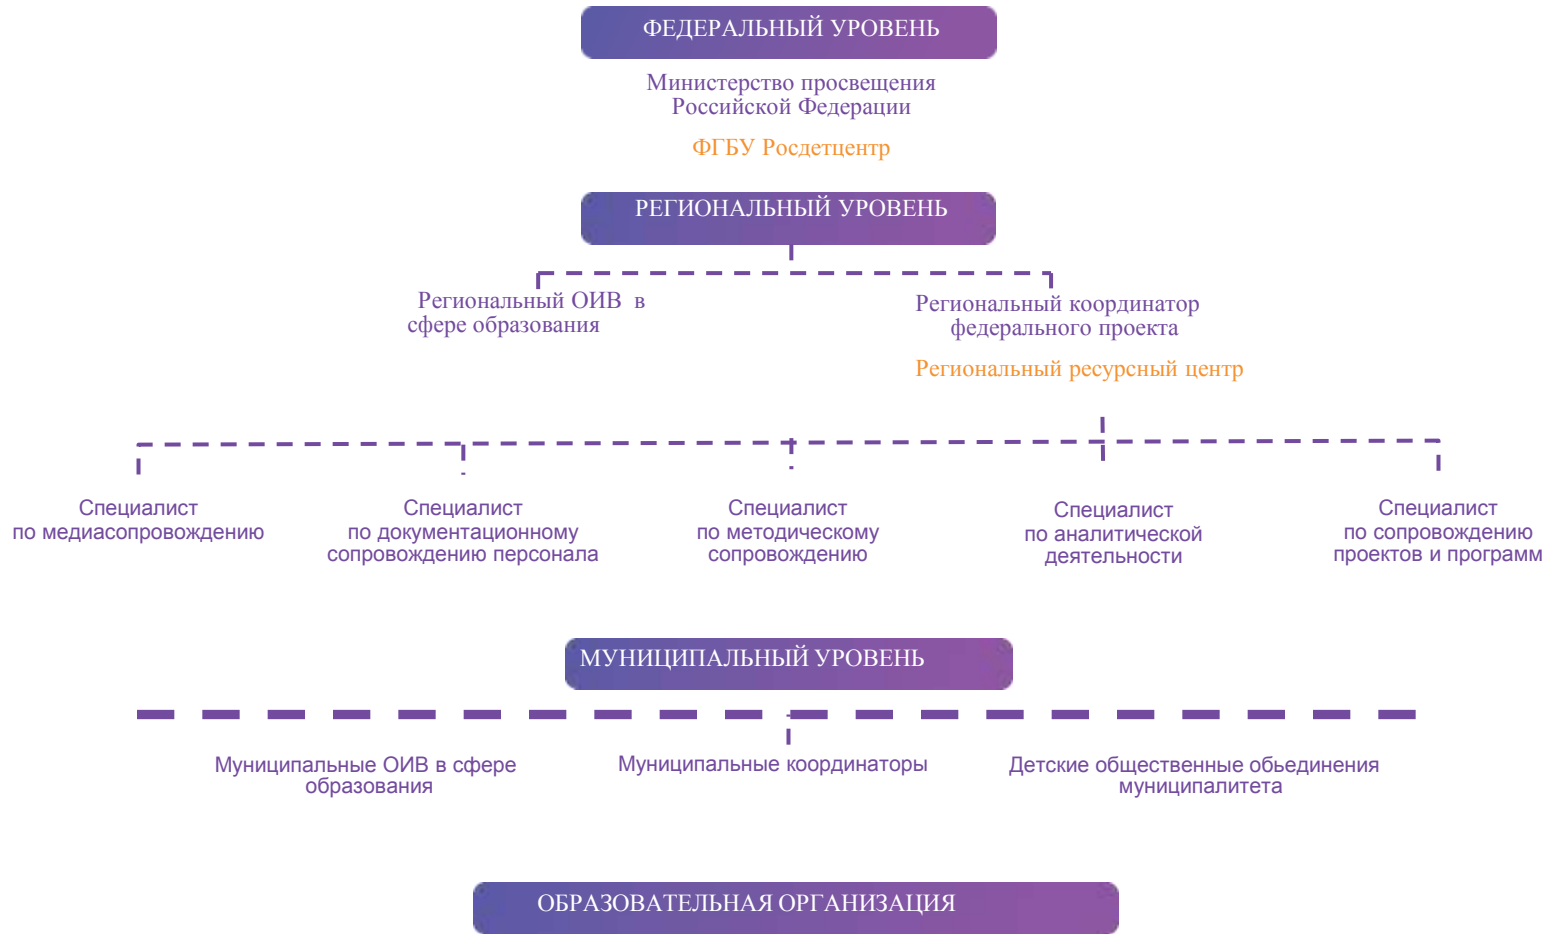 ФЕДЕРАЛЬНЫЙ УРОВЕНЬ
Министерство просвещения
Российской Федерации
ФГБУ Росдетцентр
РЕГИОНАЛЬНЫЙ УРОВЕНЬ
Региональный ОИВ в
сфере образования
Региональный координатор
федерального проекта
Региональный ресурсный центр
Специалист
по медиасопровождению
Специалист
по документационному
сопровождению персонала
Специалист
по методическому
сопровождению
Специалист
по аналитической
деятельности
Специалист
по сопровождению
проектов и программ
МУНИЦИПАЛЬНЫЙ УРОВЕНЬ
Муниципальные ОИВ в сфере
образования
Муниципальные координаторы
Детские общественные обьединения
муниципалитета
ОБРАЗОВАТЕЛЬНАЯ ОРГАНИЗАЦИЯ